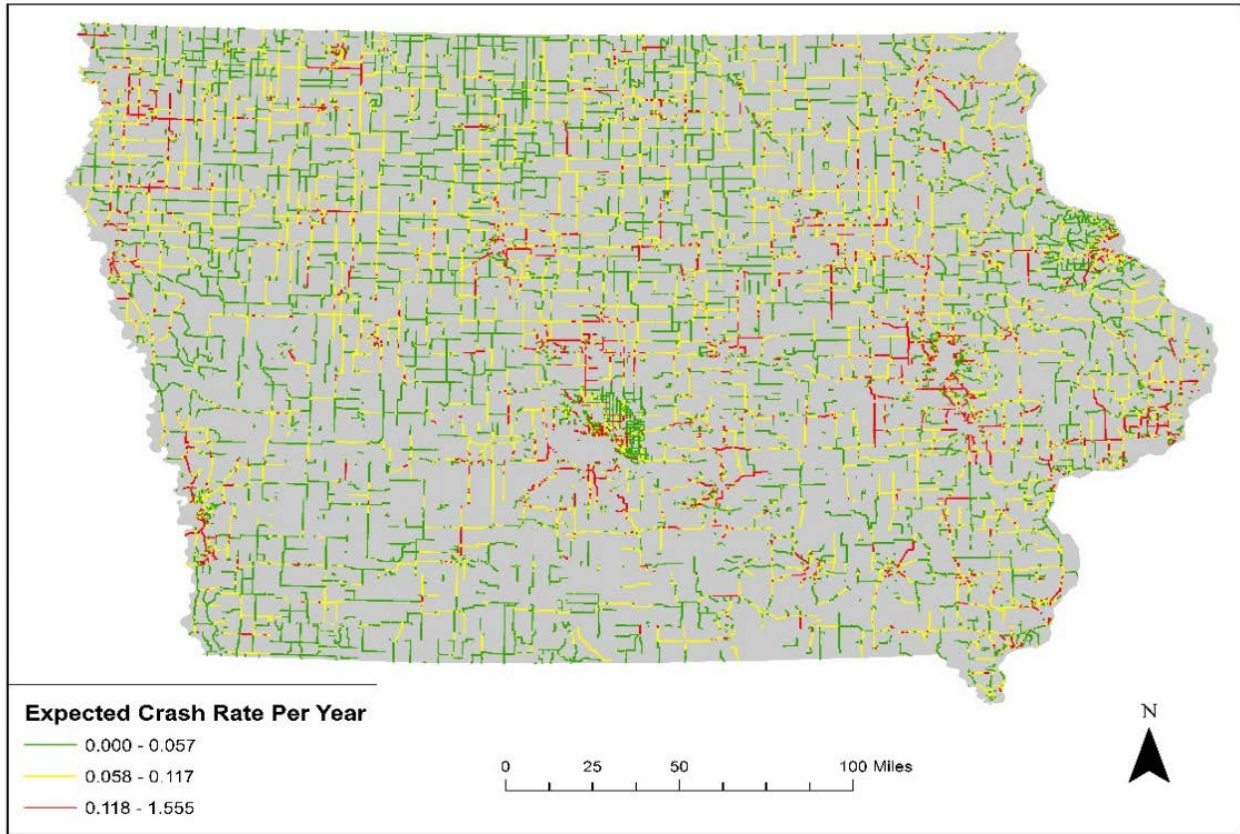 N
Expected Crash Rate Per Year
0.000 - 0.057
0.058 - 0.117
0.118 - 1.555
0 25 50 100 Miles